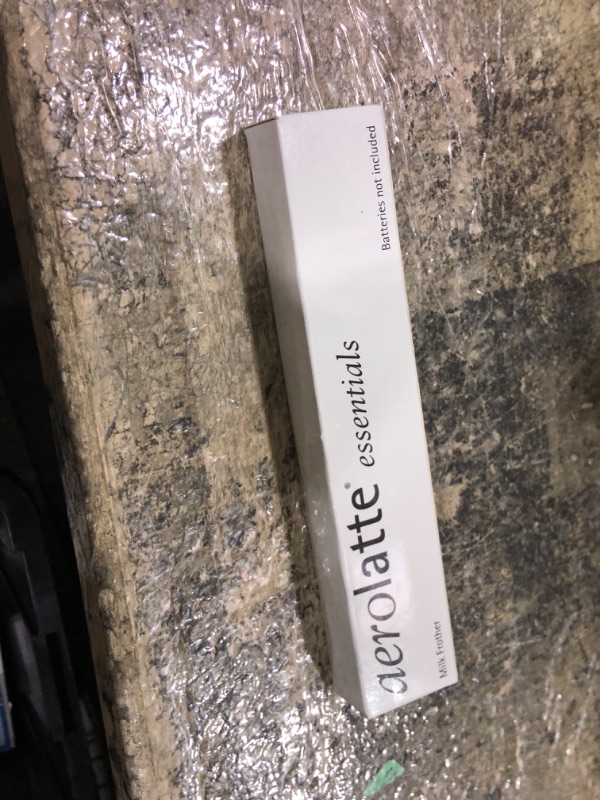 aerolatte® essentials
Milk Frother
Batteries not included